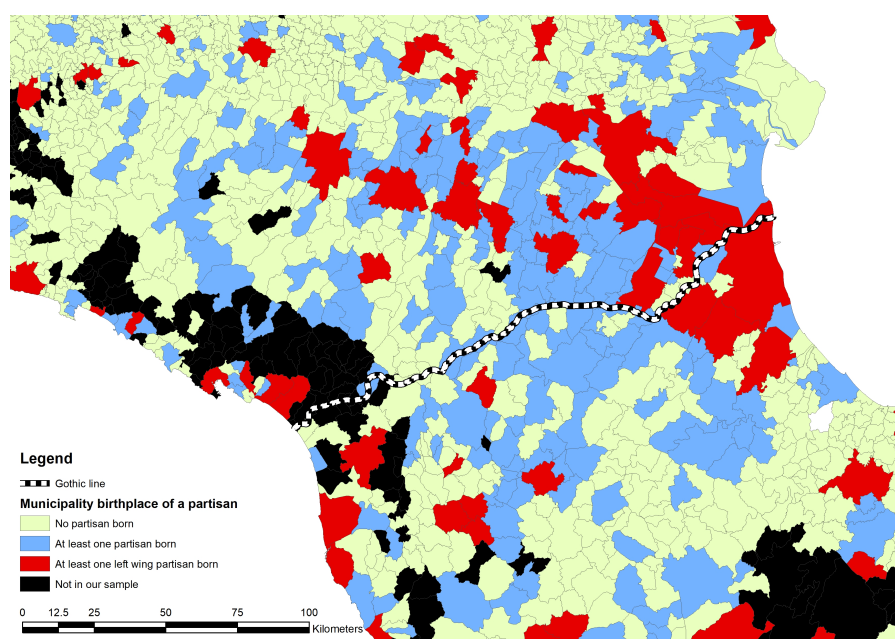 Legend
Gothic line
Municipality birthplace of a partisan
No partisan born
At least one partisan born
At least one left wing partisan born
Not in our sample
0 12.5 25 50 75 100
Kilometers